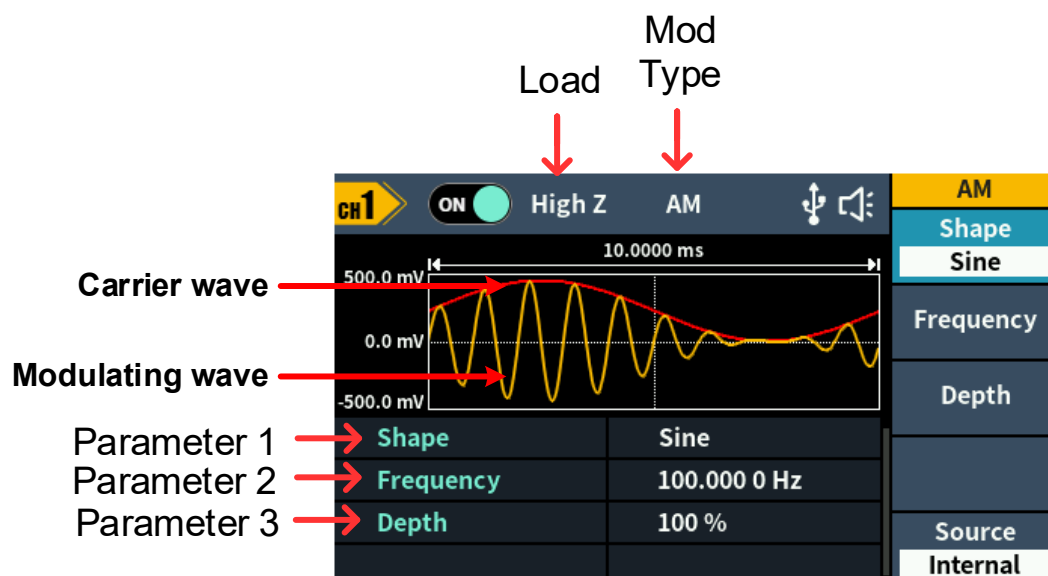 Mod
Type
Load
CH1 ON High Z AM
AM
Shape
Sine
Frequency
Depth
Source
Internal
10.0000 ms
500.0 mV
0.0 mV
-500.0 mV
Carrier wave
Modulating wave
Parameter 1
Parameter 2
Parameter 3
Shape Sine
Frequency 100.000 0 Hz
Depth 100 %